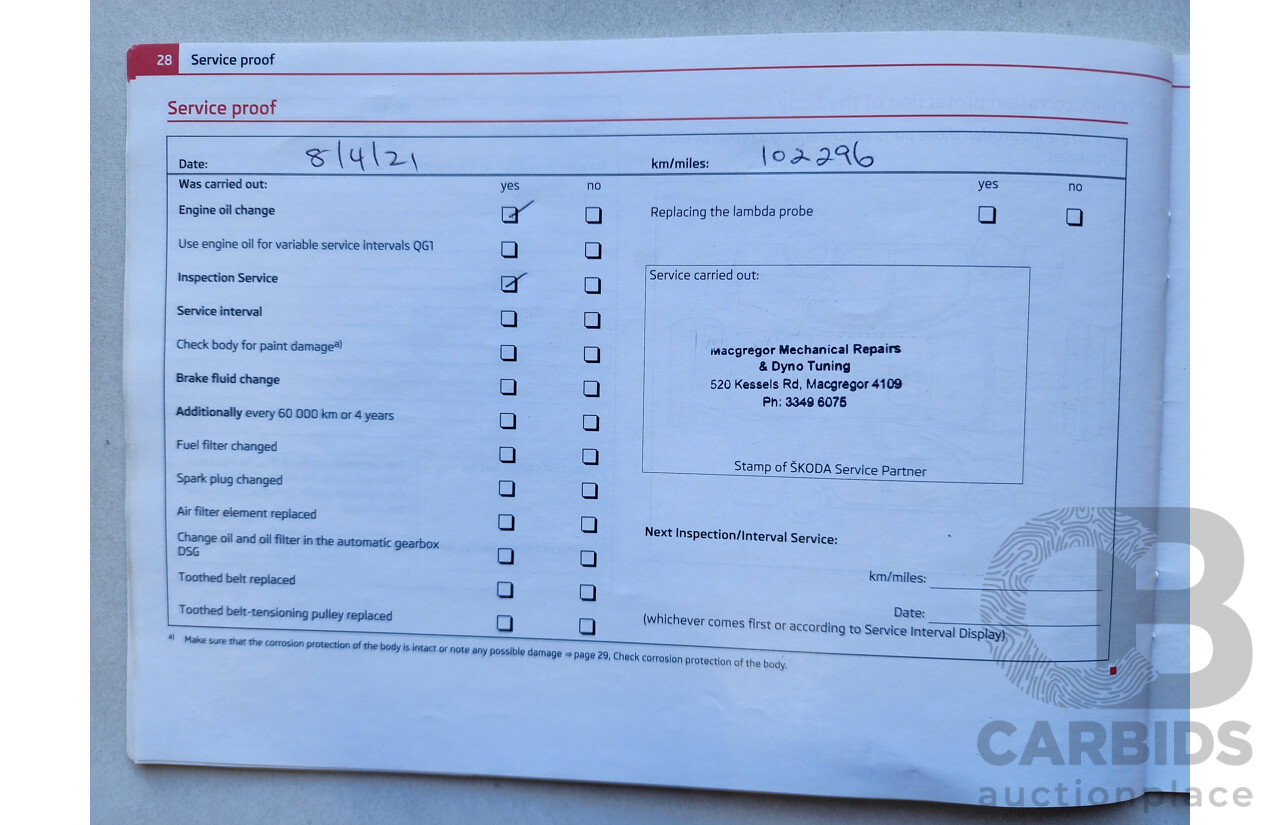 28 Service proof
Service proof
Date: 8/4/21 km/miles: 102296
Was carried out: yes no yes no
Engine oil change
Replacing the lambda probe
Use engine oil for variable service intervals QG1
Inspection Service
Service interval
Check body for paint damage a)
Brake fluid change
Additionally every 60 000 km or 4 years
Fuel filter changed
Spark plug changed
Air filter element replaced
Change oil and oil filter in the automatic gearbox
DSG
Toothed belt replaced
Toothed belt-tensioning pulley replaced
Service carried out:
Macgregor Mechanical Repairs
& Dyno Tuning
520 Kessels Rd, Macgregor 4109
Ph: 3349 6075
Stamp of ŠKODA Service Partner
Next Inspection/Interval Service:
km/miles:
Date:
(whichever comes first or according to Service Interval Display)
a) Make sure that the corrosion protection of the body is intact or note any possible damage ⇒ page 29, Check corrosion protection of the body.
CB
CARBIDS
auctionplace